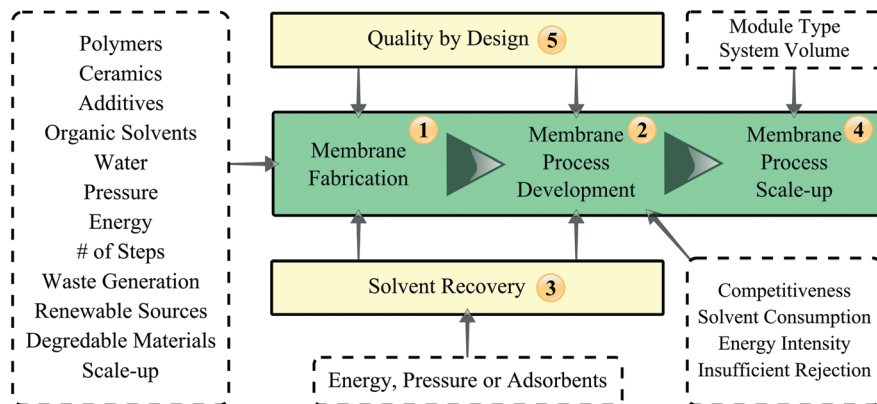 Polymers
Ceramics
Additives
Organic Solvents
Water
Pressure
Energy
# of Steps
Waste Generation
Renewable Sources
Degredable Materials
Scale-up
Quality by Design 5
Module Type
System Volume
1
Membrane
Fabrication
2
Membrane
Process
Development
4
Membrane
Process
Scale-up
Solvent Recovery 3
Energy, Pressure or Adsorbents
Competitiveness
Solvent Consumption
Energy Intensity
Insufficient Rejection